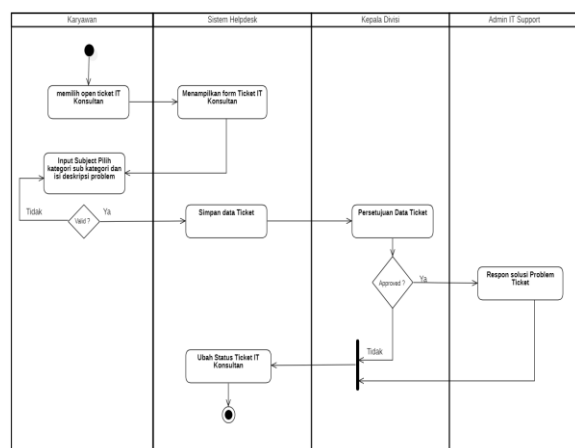 Karyawan
Sistem Helpdesk
Kepala Divisi
Admin IT Support
memilih open ticket IT
Konsultan
Menampilkan form Ticket IT
Konsultan
Input Subject Pilih
kategori sub kategori dan
isi deskripsi problem
Tidak
Valid ?
Ya
Simpan data Ticket
Persetujuan Data Ticket
Approved ?
Ya
Respon solusi Problem
Ticket
Tidak
Ubah Status Ticket IT
Konsultan